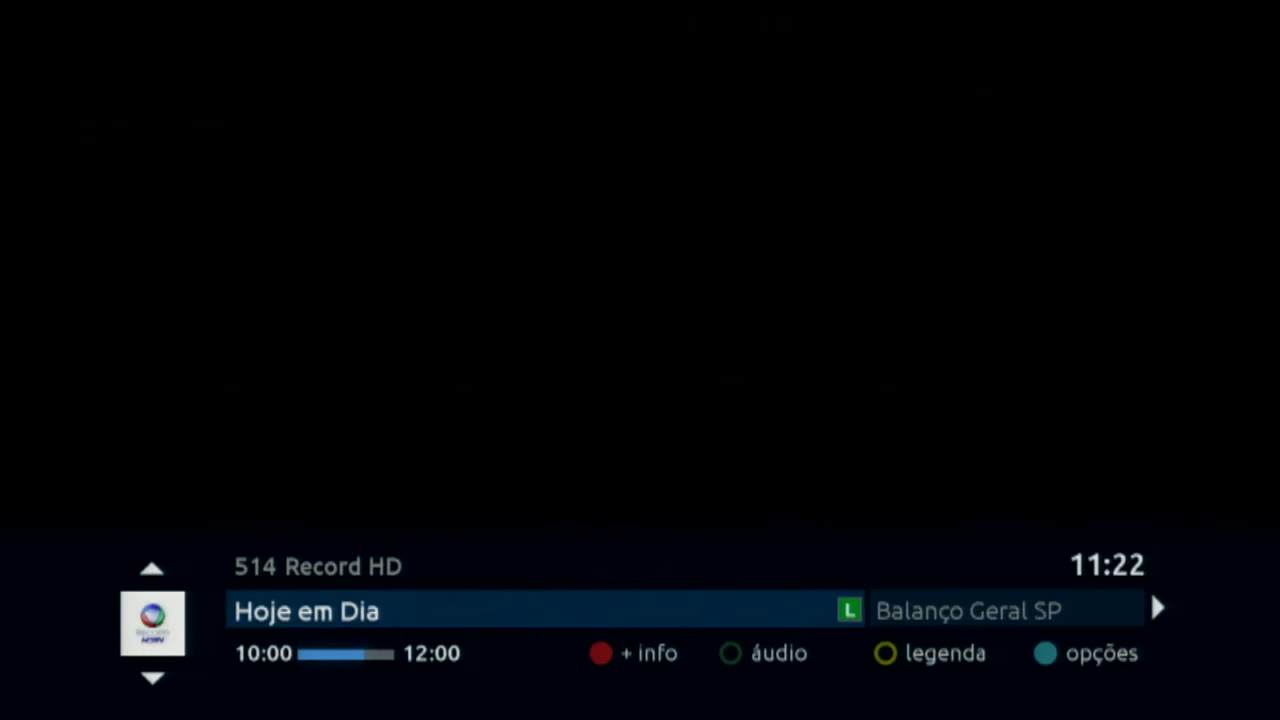 514 Record HD
11:22
Hoje em Dia
L
Balanço Geral SP
10:00
12:00
+ info
áudio
legenda
opções